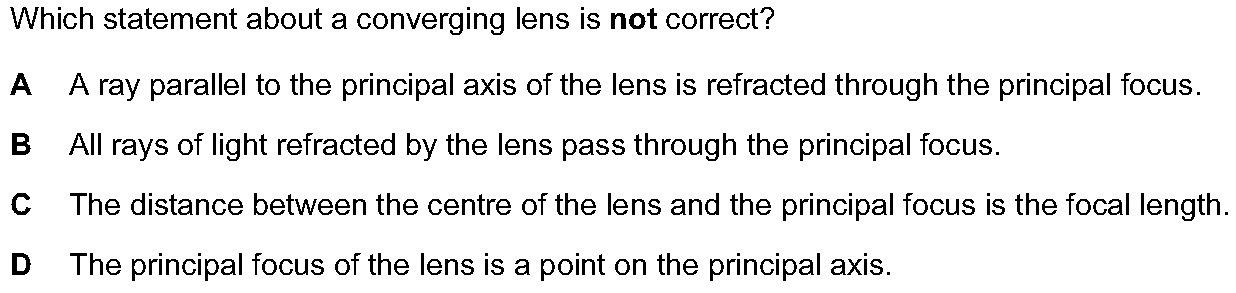 Which statement about a converging lens is not correct?
A A ray parallel to the principal axis of the lens is refracted through the principal focus.
B All rays of light refracted by the lens pass through the principal focus.
C The distance between the centre of the lens and the principal focus is the focal length.
D The principal focus of the lens is a point on the principal axis.